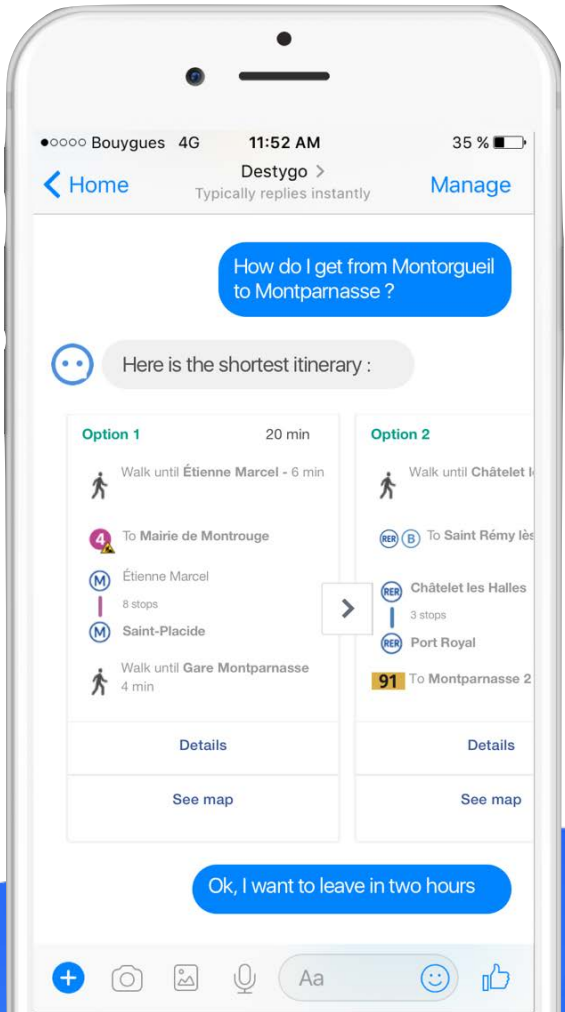 Bouygues 4G 11:52 AM 35 %
Home Destygo > Manage
Typically replies instantly
How do I get from Montorgueil
to Montparnasse ?
Here is the shortest itinerary :
Option 1 20 min
Walk until Étienne Marcel - 6 min
4 To Mairie de Montrouge
M Étienne Marcel
8 stops
M Saint-Placide
Walk until Gare Montparnasse
4 min
Details
See map
Option 2
Walk until Châtelet l
RER B To Saint Rémy lès
RER Châtelet les Halles
3 stops
RER Port Royal
91 To Montparnasse 2
Details
See map
Ok, I want to leave in two hours
Aa